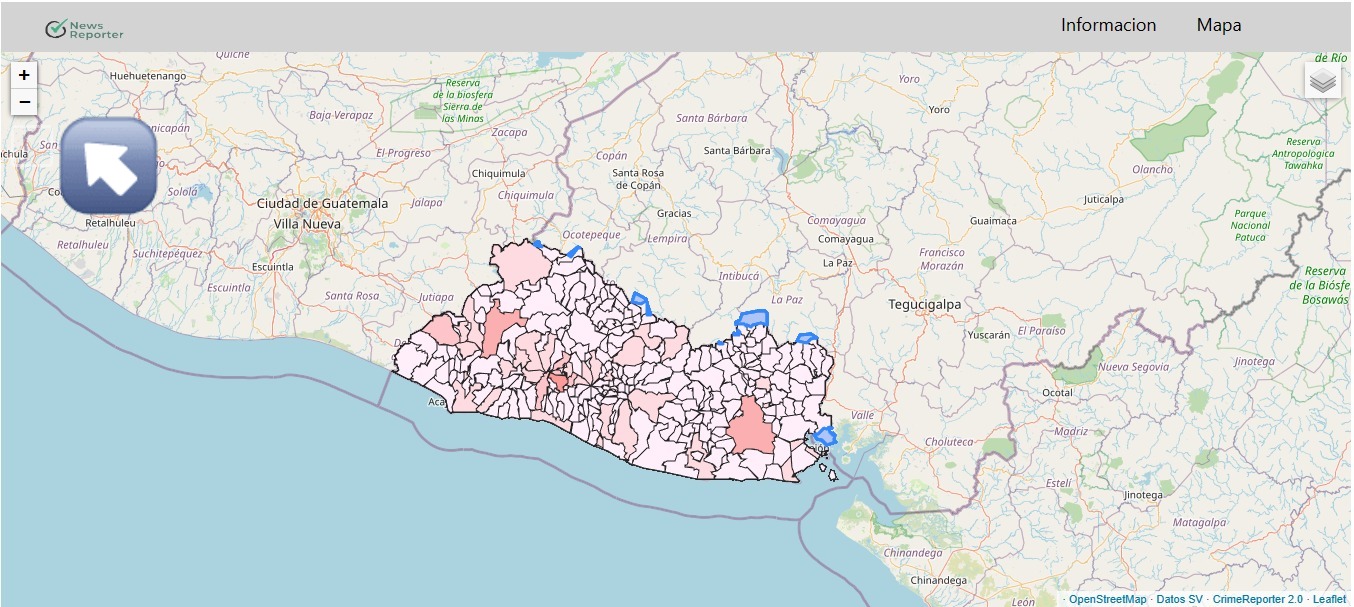 News
Reporter
Informacion
Mapa
Quiché
de Río
+
−
Huehuetenango
Reserva
de la biosfera
Sierra de
las Minas
Yoro
Yoro
Baja Verapaz
Zacapa
Santa Bárbara
Reserva
Antropologica
Tawahka
San
nicapán
El Progreso
Copán
Santa Bárbara
chula
Olancho
Chiquimula
Santa Rosa
de Copán
Sololá
Chiquimula
Juticalpa
Ciudad de Guatemala
Jalapa
Gracias
Parque
Nacional
Patuca
Retalhuleu
Villa Nueva
Comayagua
Guaimaca
Retalhuleu
Suchitepéquez
Ocotepeque
Lempira
Comayagua
Francisco
Morazán
Escuintla
Intibucá
La Paz
Reserva
de la Biósfe
Bosawás
Escuintla
Santa Rosa
Jutiapa
La Paz
Tegucigalpa
Yuscarán
El Paraíso
Jinotega
Nueva Segovia
Ocotal
Aca
Valle
Choluteca
Madriz
Estelí
Jinotega
Matagalpa
Chinandega
Chinandega
León
· OpenStreetMap · Datos SV · CrimeReporter 2.0 · Leaflet